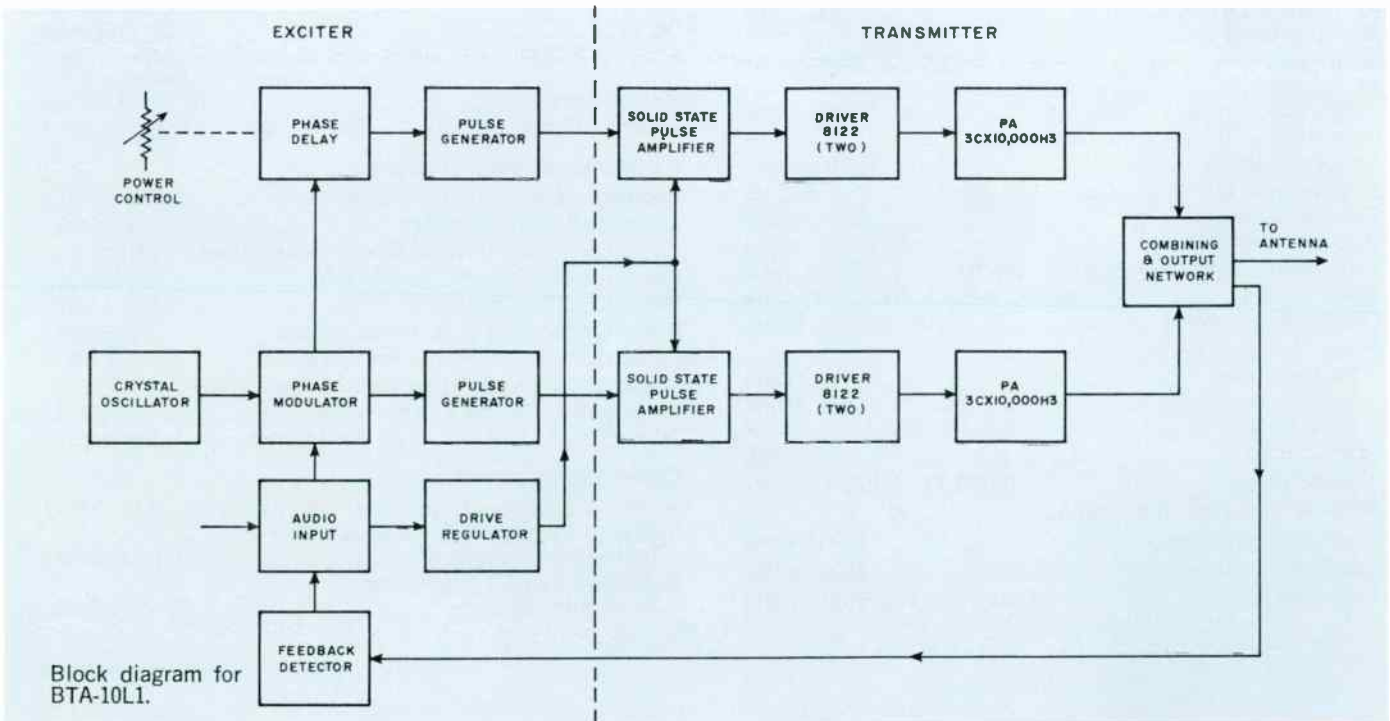 EXCITER
TRANSMITTER
POWER
CONTROL
PHASE
DELAY
PULSE
GENERATOR
SOLID STATE
PULSE
AMPLIFIER
DRIVER
8122
(TWO)
PA
3CX10,000H3
COMBINING
& OUTPUT
NETWORK
TO
ANTENNA
CRYSTAL
OSCILLATOR
PHASE
MODULATOR
PULSE
GENERATOR
SOLID STATE
PULSE
AMPLIFIER
DRIVER
8122
(TWO)
PA
3CX10,000H3
AUDIO
INPUT
DRIVE
REGULATOR
FEEDBACK
DETECTOR
Block diagram for
BTA-10L1.